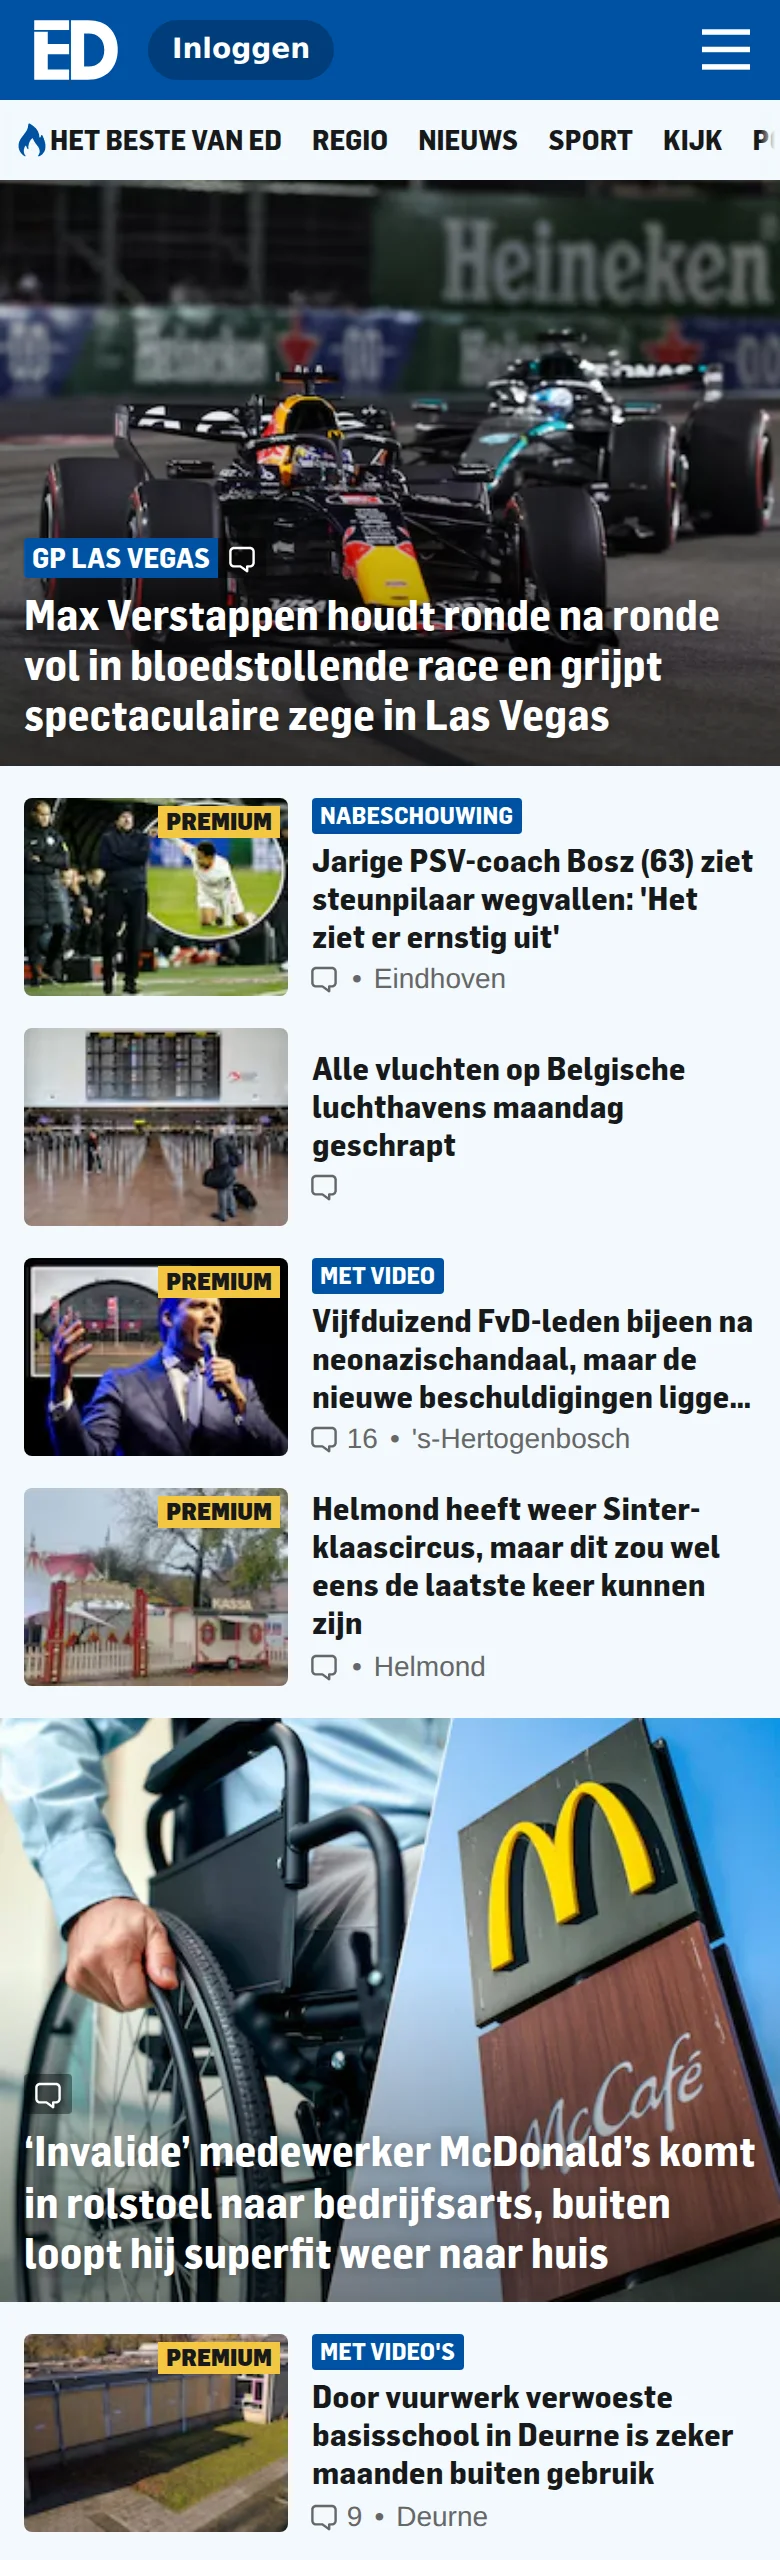 ED Inloggen
HET BESTE VAN ED REGIO NIEUWS SPORT KIJK
Heineken
Heineken
GP LAS VEGAS
Max Verstappen houdt ronde na ronde
vol in bloedstollende race en grijpt
spectaculaire zege in Las Vegas
PREMIUM
NABESCHOUWING
Jarige PSV-coach Bosz (63) ziet
steunpilaar wegvallen: 'Het
ziet er ernstig uit'
• Eindhoven
Alle vluchten op Belgische
luchthavens maandag
geschrapt
PREMIUM
MET VIDEO
Vijfduizend FvD-leden bijeen na
neonazischandaal, maar de
nieuwe beschuldigingen ligge...
16 • 's-Hertogenbosch
PREMIUM
KASSA
Helmond heeft weer Sinter-
klaascircus, maar dit zou wel
eens de laatste keer kunnen
zijn
• Helmond
McCafé
‘Invalide’ medewerker McDonald’s komt
in rolstoel naar bedrijfsarts, buiten
loopt hij superfit weer naar huis
PREMIUM
MET VIDEO'S
Door vuurwerk verwoeste
basisschool in Deurne is zeker
maanden buiten gebruik
9 • Deurne